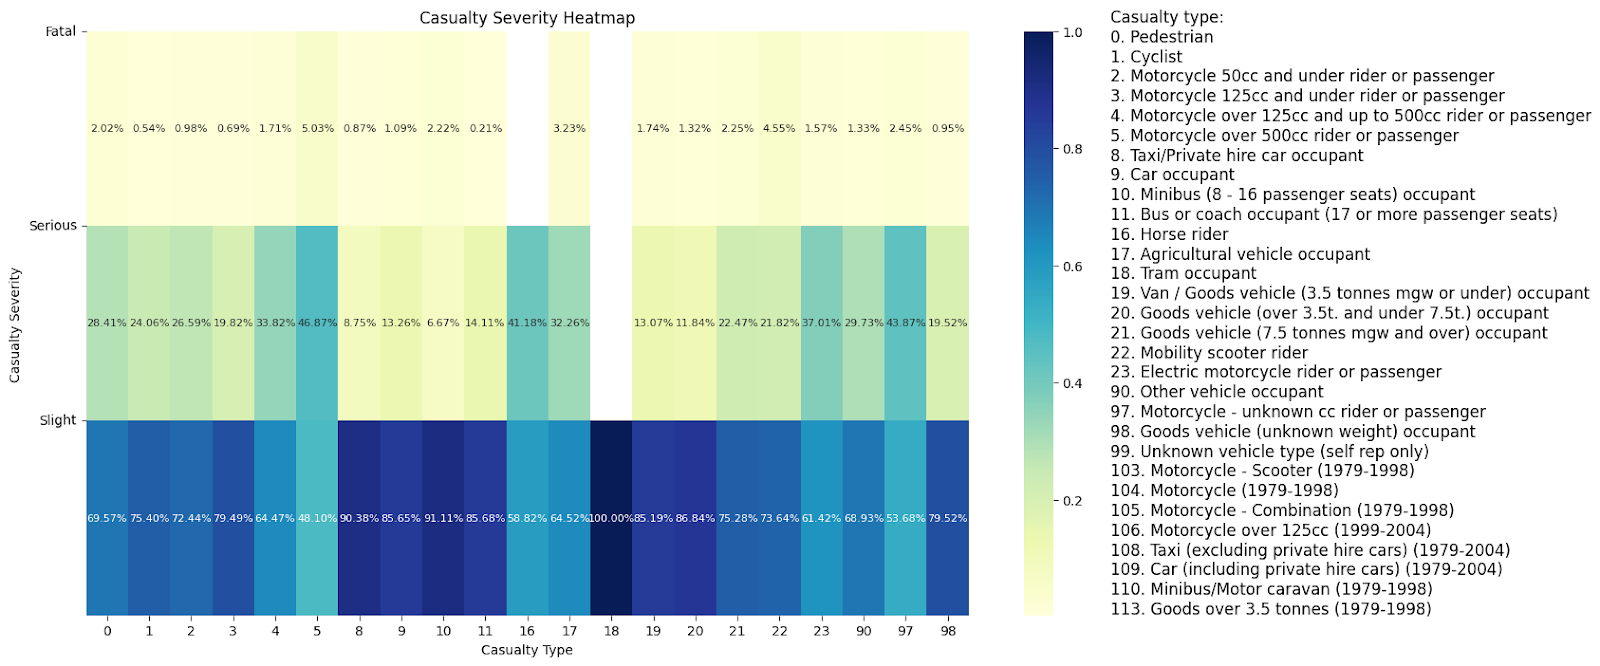 Casualty Severity Heatmap
Casualty Severity
Fatal
2.02% 0.54% 0.98% 0.69% 1.71% 5.03% 0.87% 1.09% 2.22% 0.21% 3.23% 1.74% 1.32% 2.25% 4.55% 1.57% 1.33% 2.45% 0.95%
Serious
28.41% 24.06% 26.59% 19.82% 33.82% 46.87% 8.75% 13.26% 6.67% 14.11% 41.18% 32.26% 13.07% 11.84% 22.47% 21.82% 37.01% 29.73% 43.87% 19.52%
Slight
69.57% 75.40% 72.44% 79.49% 64.47% 48.10% 90.38% 85.65% 91.11% 85.68% 58.82% 64.52% 100.00% 85.19% 86.84% 75.28% 73.64% 61.42% 68.93% 53.68% 79.52%
0 1 2 3 4 5 8 9 10 11 16 17 18 19 20 21 22 23 90 97 98
Casualty Type
1.0
0.8
0.6
0.4
0.2
Casualty type:
0. Pedestrian
1. Cyclist
2. Motorcycle 50cc and under rider or passenger
3. Motorcycle 125cc and under rider or passenger
4. Motorcycle over 125cc and up to 500cc rider or passenger
5. Motorcycle over 500cc rider or passenger
8. Taxi/Private hire car occupant
9. Car occupant
10. Minibus (8 - 16 passenger seats) occupant
11. Bus or coach occupant (17 or more passenger seats)
16. Horse rider
17. Agricultural vehicle occupant
18. Tram occupant
19. Van / Goods vehicle (3.5 tonnes mgw or under) occupant
20. Goods vehicle (over 3.5t. and under 7.5t.) occupant
21. Goods vehicle (7.5 tonnes mgw and over) occupant
22. Mobility scooter rider
23. Electric motorcycle rider or passenger
90. Other vehicle occupant
97. Motorcycle - unknown cc rider or passenger
98. Goods vehicle (unknown weight) occupant
99. Unknown vehicle type (self rep only)
103. Motorcycle - Scooter (1979-1998)
104. Motorcycle (1979-1998)
105. Motorcycle - Combination (1979-1998)
106. Motorcycle over 125cc (1999-2004)
108. Taxi (excluding private hire cars) (1979-2004)
109. Car (including private hire cars) (1979-2004)
110. Minibus/Motor caravan (1979-1998)
113. Goods over 3.5 tonnes (1979-1998)